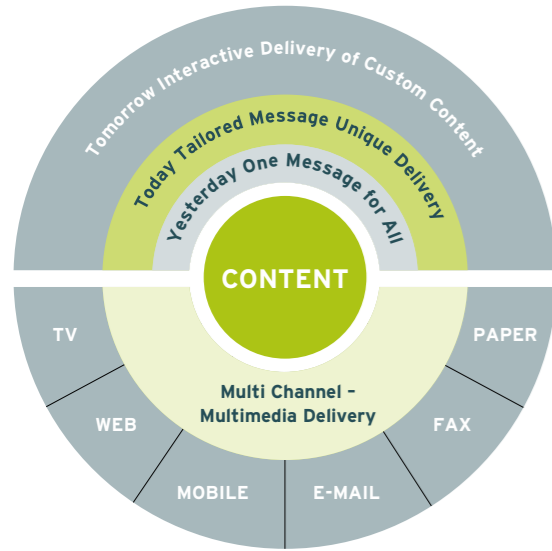 Tomorrow Interactive Delivery of Custom Content
Today Tailored Message Unique Delivery
Yesterday One Message for All
CONTENT
TV
PAPER
Multi Channel –
Multimedia Delivery
WEB
FAX
MOBILE
E-MAIL